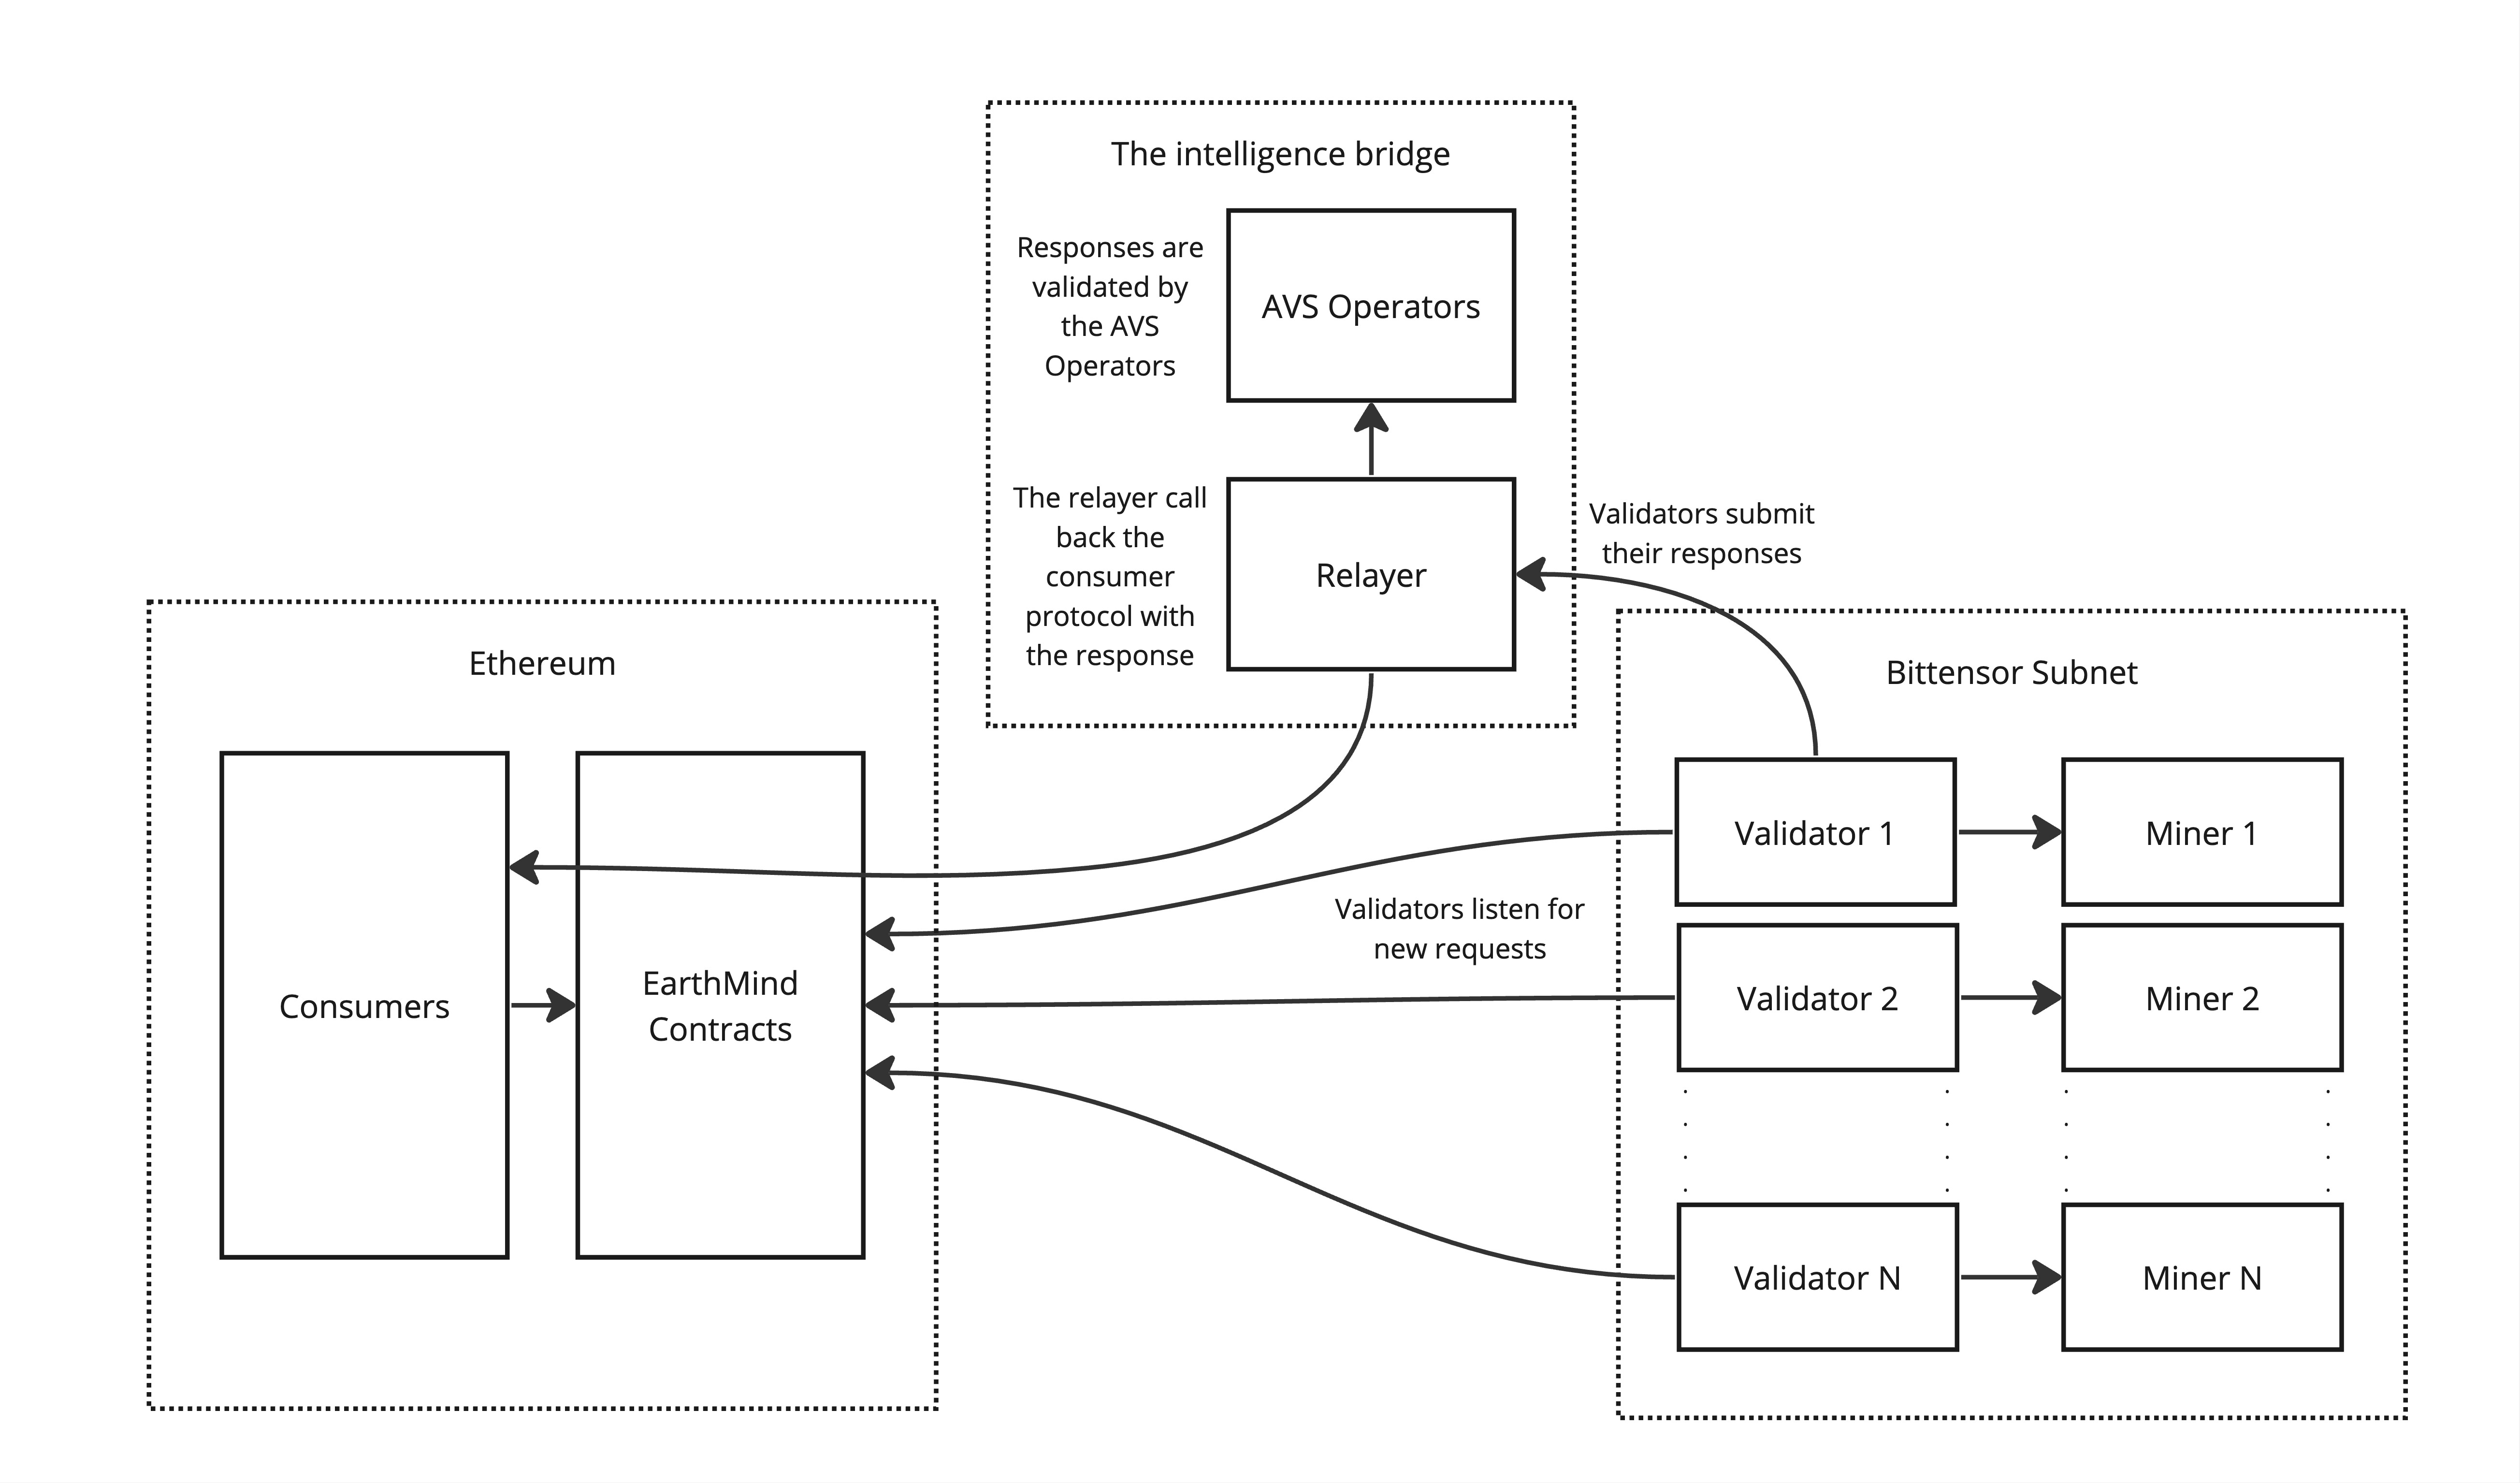 The intelligence bridge
Responses are
validated by
the AVS
Operators
AVS Operators
The relayer call
back the
consumer
protocol with
the response
Relayer
Validators submit
their responses
Ethereum
Consumers
EarthMind
Contracts
Validators listen for
new requests
Bittensor Subnet
Validator 1
Miner 1
Validator 2
Miner 2
Validator N
Miner N